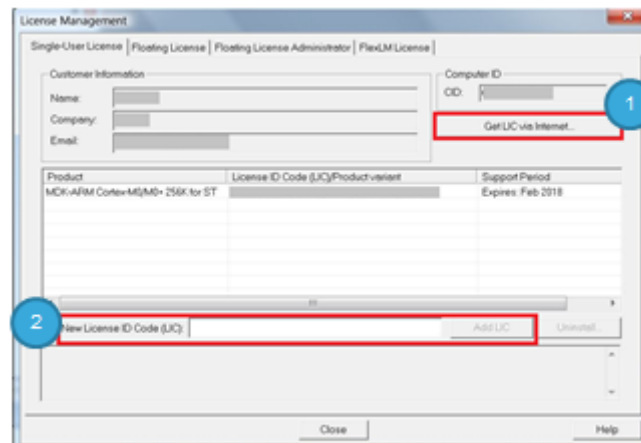 License Management
Single-User License | Floating License | Floating License Administrator | FlexLM License
Customer Information
Name:
Company:
Email:
Computer ID
CID:
1
Get LIC via Internet...
Product License ID Code (LIC)/Product variant Support Period
MDK-ARM Cortex-M0/M0+ 256K for ST Expires: Feb 2018
2
New License ID Code (LIC): Add LIC Uninstall...
Close Help